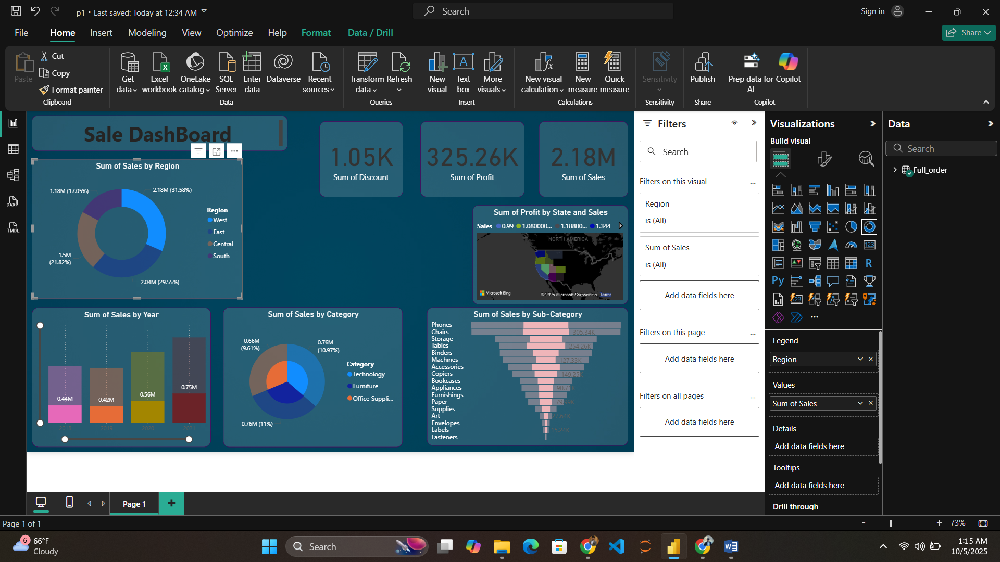 p1 • Last saved: Today at 12:34 AM
Search
Sign in
File
Home
Insert
Modeling
View
Optimize
Help
Format
Data / Drill
Share
Paste
Cut
Copy
Format painter
Clipboard
Get
data
Excel
workbook
OneLake
catalog
SQL
Server
Enter
data
Dataverse
Recent
sources
Data
Transform
data
Refresh
Queries
New
visual
Text
box
More
visuals
Insert
New visual
calculation
New
measure
Quick
measure
Calculations
Sensitivity
Sensitivity
Publish
Share
Prep data for
AI
Copilot
Copilot
DAX
TMDL
Sale DashBoard
1.05K
Sum of Discount
325.26K
Sum of Profit
2.18M
Sum of Sales
Sum of Sales by Region
1.18M (17.05%)
2.18M (31.58%)
1.5M
(21.82%)
2.04M (29.55%)
Region
West
East
Central
South
Sum of Profit by State and Sales
Sales
0.99
1.080000...
1.18800...
1.344
NORTH AMERICA
Microsoft Bing
© 2025 Microsoft Corporation
Terms
Sum of Sales by Year
0.44M
0.42M
0.56M
0.75M
2018
2019
2020
2021
Sum of Sales by Category
0.66M
(9.61%)
0.76M
(10.97%)
0.76M (11%)
Category
Technology
Furniture
Office Suppli...
Sum of Sales by Sub-Category
Phones
Chairs
305.34K
Storage
Tables
254.26K
Binders
Machines
127.33K
Accessories
Copiers
149.25K
Bookcases
Appliances
Furnishings
Paper
79.99K
Supplies
Art
27.64K
Envelopes
Labels
15.24K
Fasteners
Filters
Search
Filters on this visual
Region
is (All)
Sum of Sales
is (All)
Add data fields here
Filters on this page
Add data fields here
Filters on all pages
Add data fields here
Visualizations
Build visual
123
R
Py
123
Legend
Region
Values
Sum of Sales
Details
Add data fields here
Tooltips
Add data fields here
Drill through
Data
Search
Full_order
Page 1
Page 1 of 1
73%
6
66°F
Cloudy
Search
1:15 AM
10/5/2025